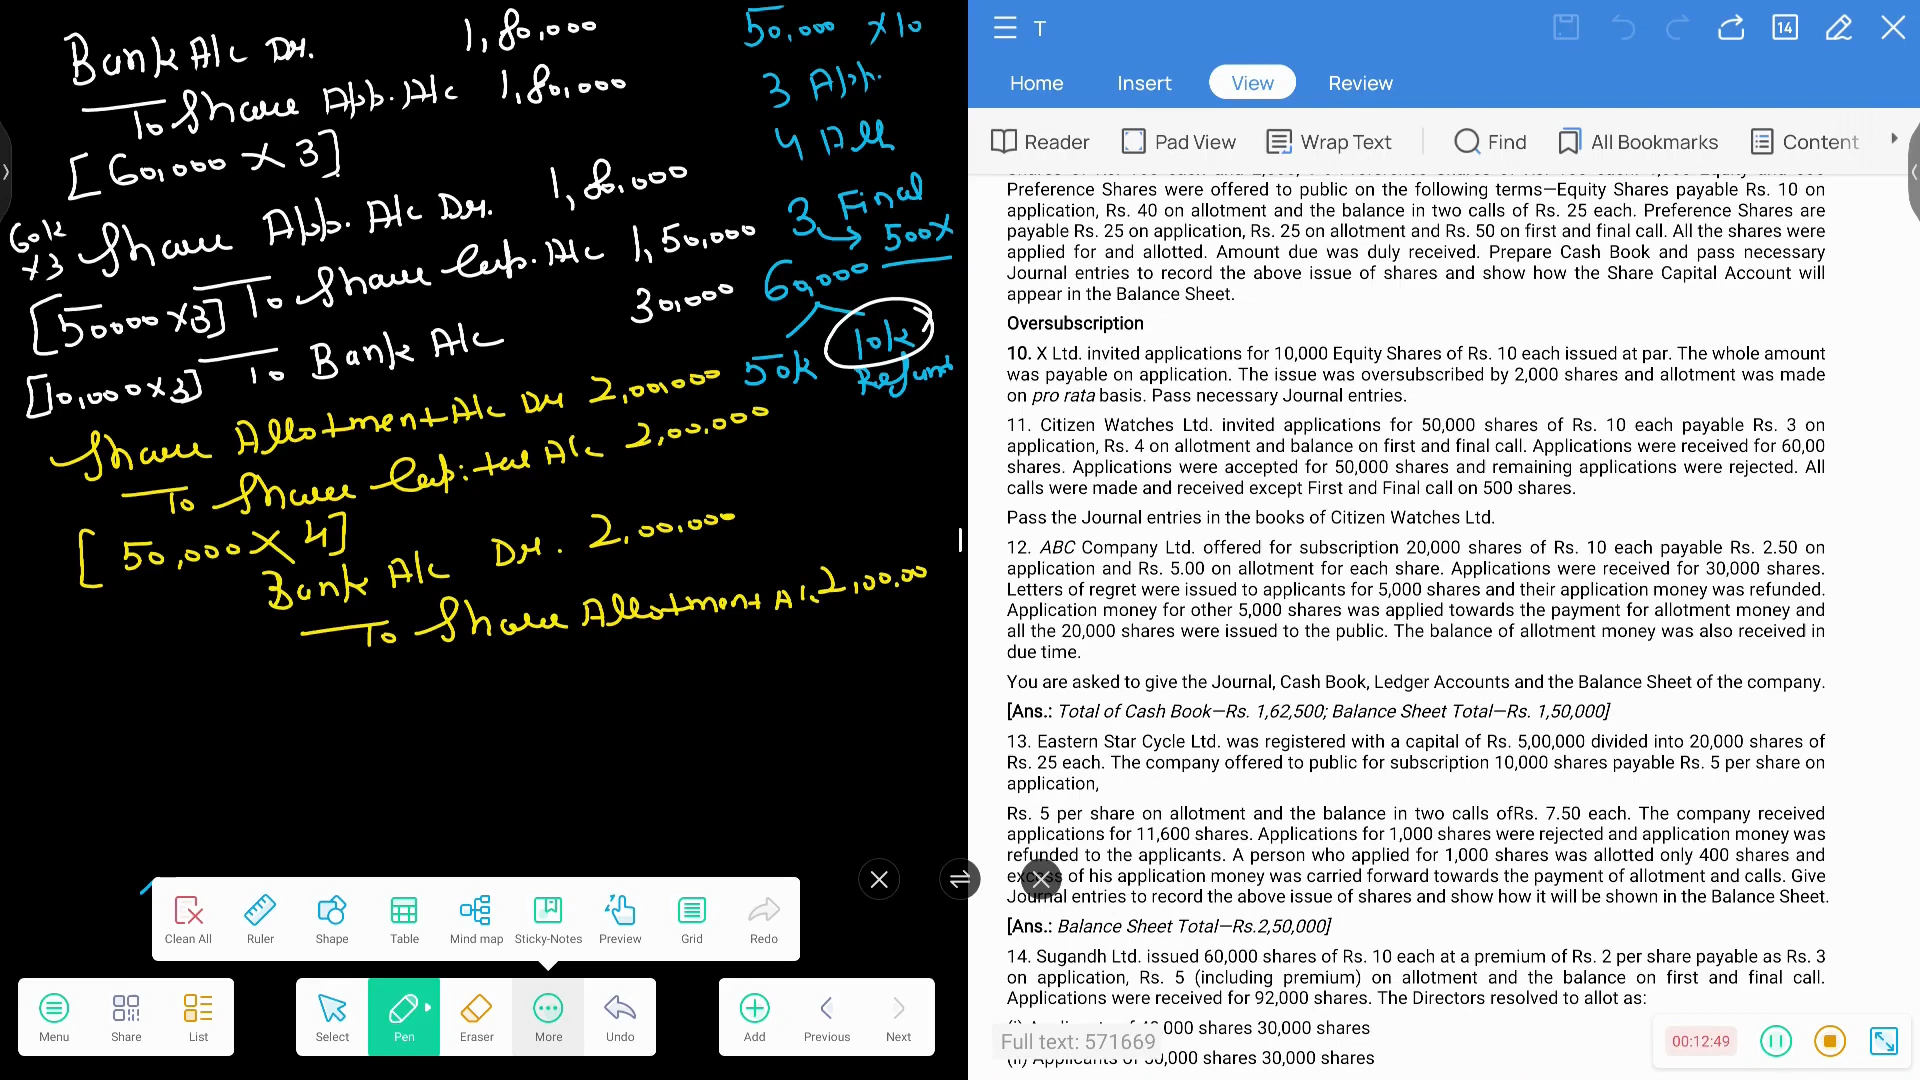 Bank A/c Dr. 1,80,000
To Share App. A/c 1,80,000
[60,000 X 3]
60k
x3
Share App. A/c Dr. 1,80,000
To Share Cap. A/c 1,50,000
[50000 x3]
To Bank A/c 30,000
[10,000 x3]
Share Allotment A/c Dr 2,00,000
To Share Capital A/c 2,00,000
[50,000 X 4]
Bank A/c Dr. 2,00,000
To Share Allotment A/c 2,00,00
50,000 x 10
3 App.
4 All
3 Final
500X
60,000
50k
10k
Refund
Clean All
Ruler
Shape
Table
Mind map
Sticky-Notes
Preview
Grid
Redo
Menu
Share
List
Select
Pen
Eraser
More
Undo
Add
Previous
Next
T
14
Home
Insert
View
Review
Reader
Pad View
Wrap Text
Find
All Bookmarks
Content
Preference Shares were offered to public on the following terms—Equity Shares payable Rs. 10 on
application, Rs. 40 on allotment and the balance in two calls of Rs. 25 each. Preference Shares are
payable Rs. 25 on application, Rs. 25 on allotment and Rs. 50 on first and final call. All the shares were
applied for and allotted. Amount due was duly received. Prepare Cash Book and pass necessary
Journal entries to record the above issue of shares and show how the Share Capital Account will
appear in the Balance Sheet.
Oversubscription
10. X Ltd. invited applications for 10,000 Equity Shares of Rs. 10 each issued at par. The whole amount
was payable on application. The issue was oversubscribed by 2,000 shares and allotment was made
on pro rata basis. Pass necessary Journal entries.
11. Citizen Watches Ltd. invited applications for 50,000 shares of Rs. 10 each payable Rs. 3 on
application, Rs. 4 on allotment and balance on first and final call. Applications were received for 60,00
shares. Applications were accepted for 50,000 shares and remaining applications were rejected. All
calls were made and received except First and Final call on 500 shares.
Pass the Journal entries in the books of Citizen Watches Ltd.
12. ABC Company Ltd. offered for subscription 20,000 shares of Rs. 10 each payable Rs. 2.50 on
application and Rs. 5.00 on allotment for each share. Applications were received for 30,000 shares.
Letters of regret were issued to applicants for 5,000 shares and their application money was refunded.
Application money for other 5,000 shares was applied towards the payment for allotment money and
all the 20,000 shares were issued to the public. The balance of allotment money was also received in
due time.
You are asked to give the Journal, Cash Book, Ledger Accounts and the Balance Sheet of the company.
[Ans.: Total of Cash Book—Rs. 1,62,500; Balance Sheet Total—Rs. 1,50,000]
13. Eastern Star Cycle Ltd. was registered with a capital of Rs. 5,00,000 divided into 20,000 shares of
Rs. 25 each. The company offered to public for subscription 10,000 shares payable Rs. 5 per share on
application,
Rs. 5 per share on allotment and the balance in two calls ofRs. 7.50 each. The company received
applications for 11,600 shares. Applications for 1,000 shares were rejected and application money was
refunded to the applicants. A person who applied for 1,000 shares was allotted only 400 shares and
excess of his application money was carried forward towards the payment of allotment and calls. Give
Journal entries to record the above issue of shares and show how it will be shown in the Balance Sheet.
[Ans.: Balance Sheet Total—Rs.2,50,000]
14. Sugandh Ltd. issued 60,000 shares of Rs. 10 each at a premium of Rs. 2 per share payable as Rs. 3
on application, Rs. 5 (including premium) on allotment and the balance on first and final call.
Applications were received for 92,000 shares. The Directors resolved to allot as:
000 shares 30,000 shares
Full text: 571669
(ii) Applicants of 50,000 shares 30,000 shares
00:12:49